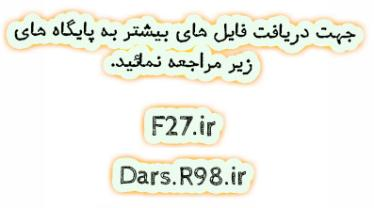 جهت دریافت فایل های بیشتر به پایگاه های
زیر مراجعه نمائید.
F27.ir
Dars.R98.ir